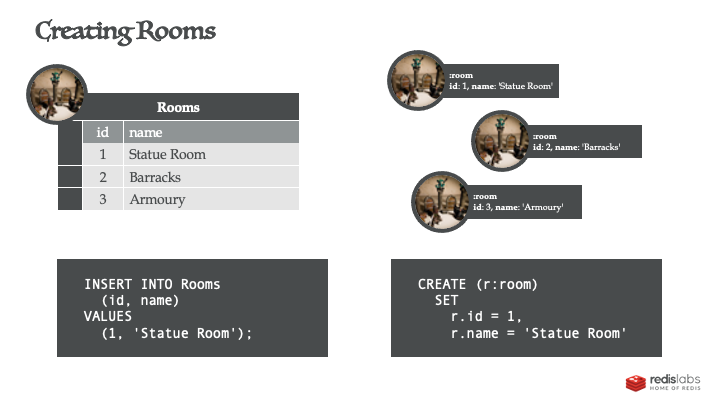 Creating Rooms
Rooms
id name
1 Statue Room
2 Barracks
3 Armoury
:room
id: 1, name: 'Statue Room'
:room
id: 2, name: 'Barracks'
:room
id: 3, name: 'Armoury'
INSERT INTO Rooms
(id, name)
VALUES
(1, 'Statue Room');
CREATE (r:room)
SET
r.id = 1,
r.name = 'Statue Room'
redislabs
HOME OF REDIS